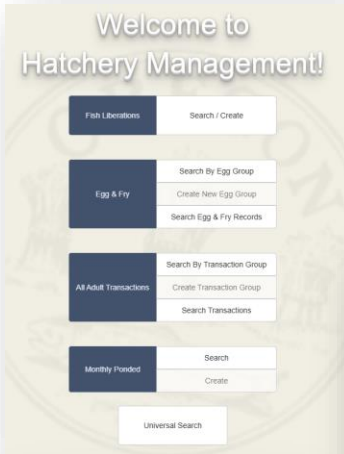 Welcome to
Hatchery Management!
Fish Liberations
Search / Create
Egg & Fry
Search By Egg Group
Create New Egg Group
Search Egg & Fry Records
All Adult Transactions
Search By Transaction Group
Create Transaction Group
Search Transactions
Monthly Ponded
Search
Create
Universal Search